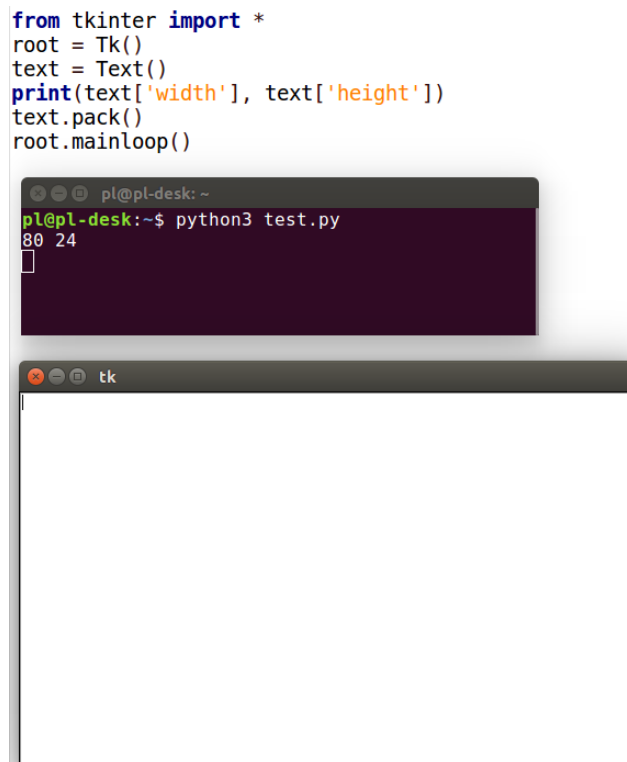 from tkinter import *
root = Tk()
text = Text()
print(text['width'], text['height'])
text.pack()
root.mainloop()
pl@pl-desk: ~
pl@pl-desk:~$ python3 test.py
80 24
tk